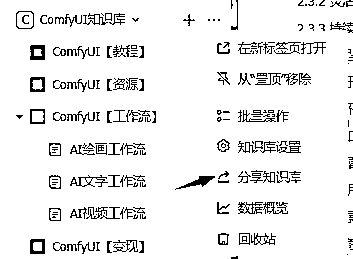 ComfyUI知识库
ComfyUI【教程】
ComfyUI【资源】
ComfyUI【工作流】
AI绘画工作流
AI文字工作流
AI视频工作流
ComfyUI【变现】
在新标签页打开
从“置顶”移除
批量操作
知识库设置
分享知识库
数据概览
回收站
2.3.3 持续